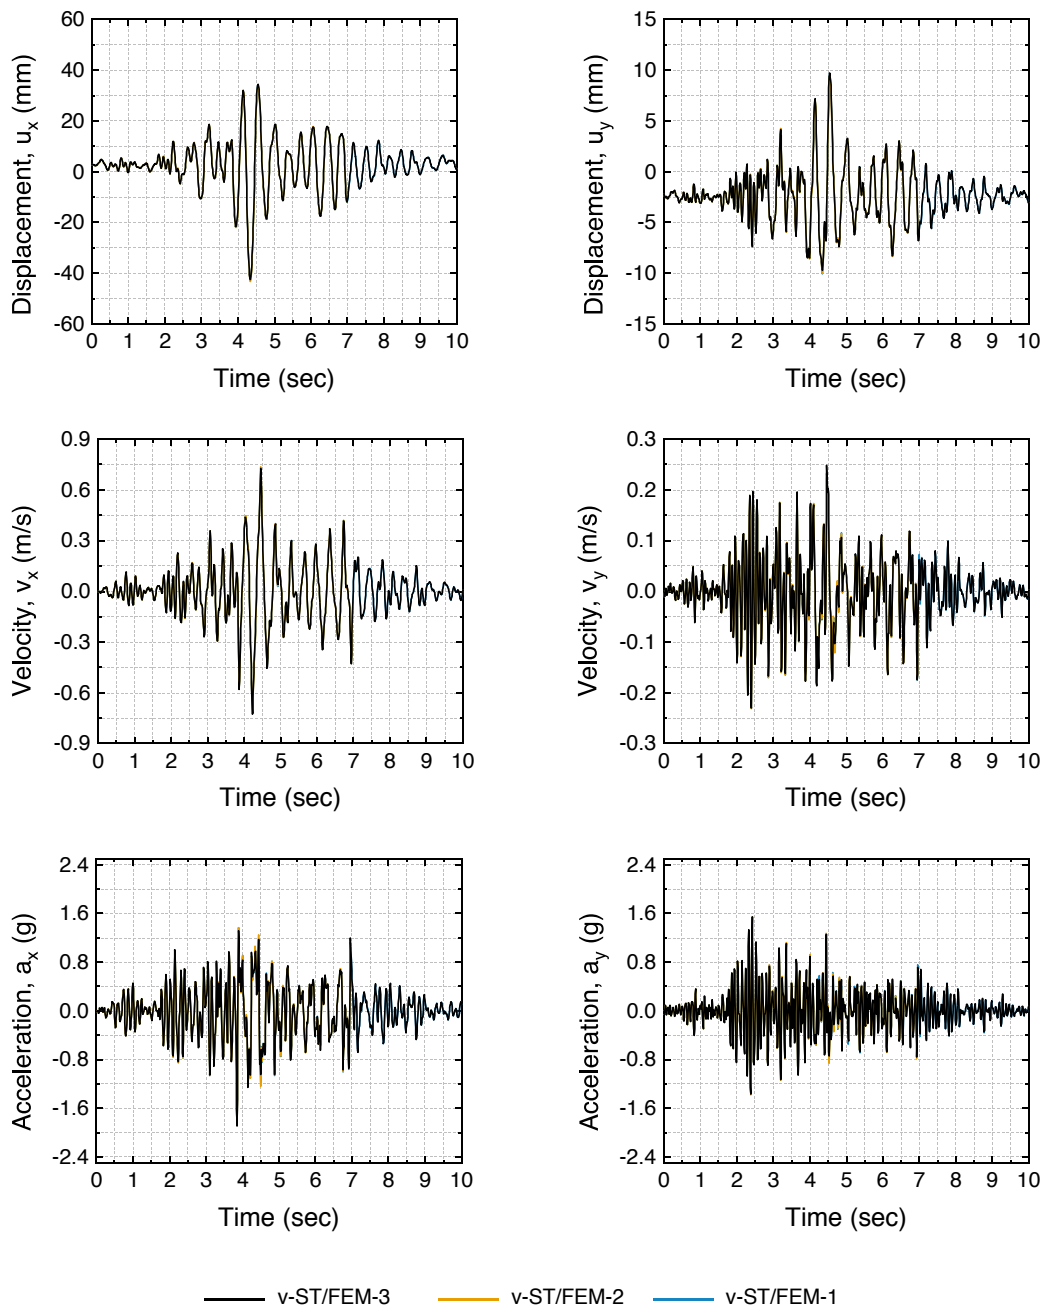 60
40
20
0
-20
-40
-60
Displacement, u_x (mm)
0 1 2 3 4 5 6 7 8 9 10
Time (sec)
15
10
5
0
-5
-10
-15
Displacement, u_y (mm)
0 1 2 3 4 5 6 7 8 9 10
Time (sec)
0.9
0.6
0.3
0.0
-0.3
-0.6
-0.9
Velocity, v_x (m/s)
0 1 2 3 4 5 6 7 8 9 10
Time (sec)
0.3
0.2
0.1
0.0
-0.1
-0.2
-0.3
Velocity, v_y (m/s)
0 1 2 3 4 5 6 7 8 9 10
Time (sec)
2.4
1.6
0.8
0.0
-0.8
-1.6
-2.4
Acceleration, a_x (g)
0 1 2 3 4 5 6 7 8 9 10
Time (sec)
2.4
1.6
0.8
0.0
-0.8
-1.6
-2.4
Acceleration, a_y (g)
0 1 2 3 4 5 6 7 8 9 10
Time (sec)
v-ST/FEM-3 v-ST/FEM-2 v-ST/FEM-1